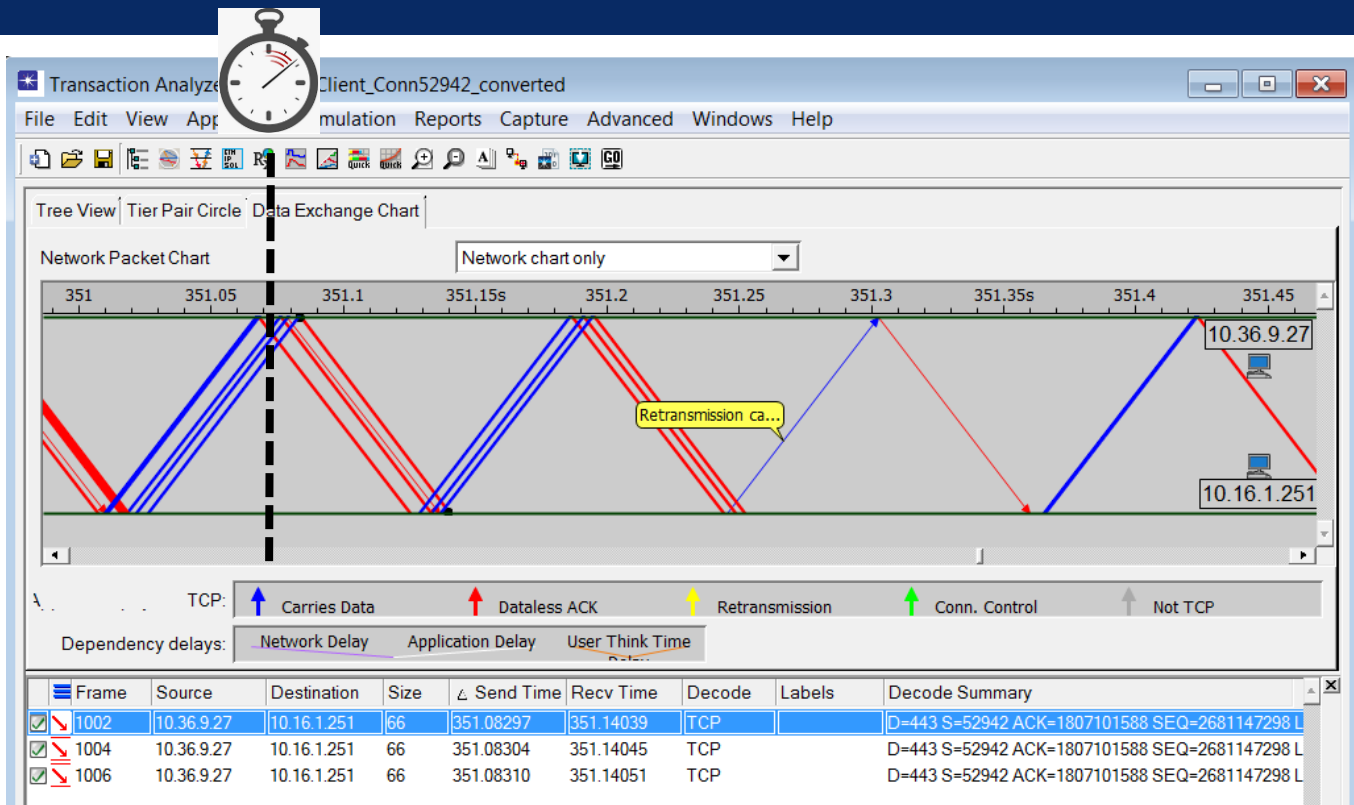 Transaction Analyze Client_Conn52942_converted
File Edit View App mulation Reports Capture Advanced Windows Help
Tree View Tier Pair Circle Data Exchange Chart
Network Packet Chart Network chart only
351 351.05 351.1 351.15s 351.2 351.25 351.3 351.35s 351.4 351.45
10.36.9.27
Retransmission ca...
10.16.1.251
TCP: Carries Data Dataless ACK Retransmission Conn. Control Not TCP
Dependency delays: Network Delay Application Delay User Think Time
Frame Source Destination Size Send Time Recv Time Decode Labels Decode Summary
1002 10.36.9.27 10.16.1.251 66 351.08297 351.14039 TCP D=443 S=52942 ACK=1807101588 SEQ=2681147298 L
1004 10.36.9.27 10.16.1.251 66 351.08304 351.14045 TCP D=443 S=52942 ACK=1807101588 SEQ=2681147298 L
1006 10.36.9.27 10.16.1.251 66 351.08310 351.14051 TCP D=443 S=52942 ACK=1807101588 SEQ=2681147298 L